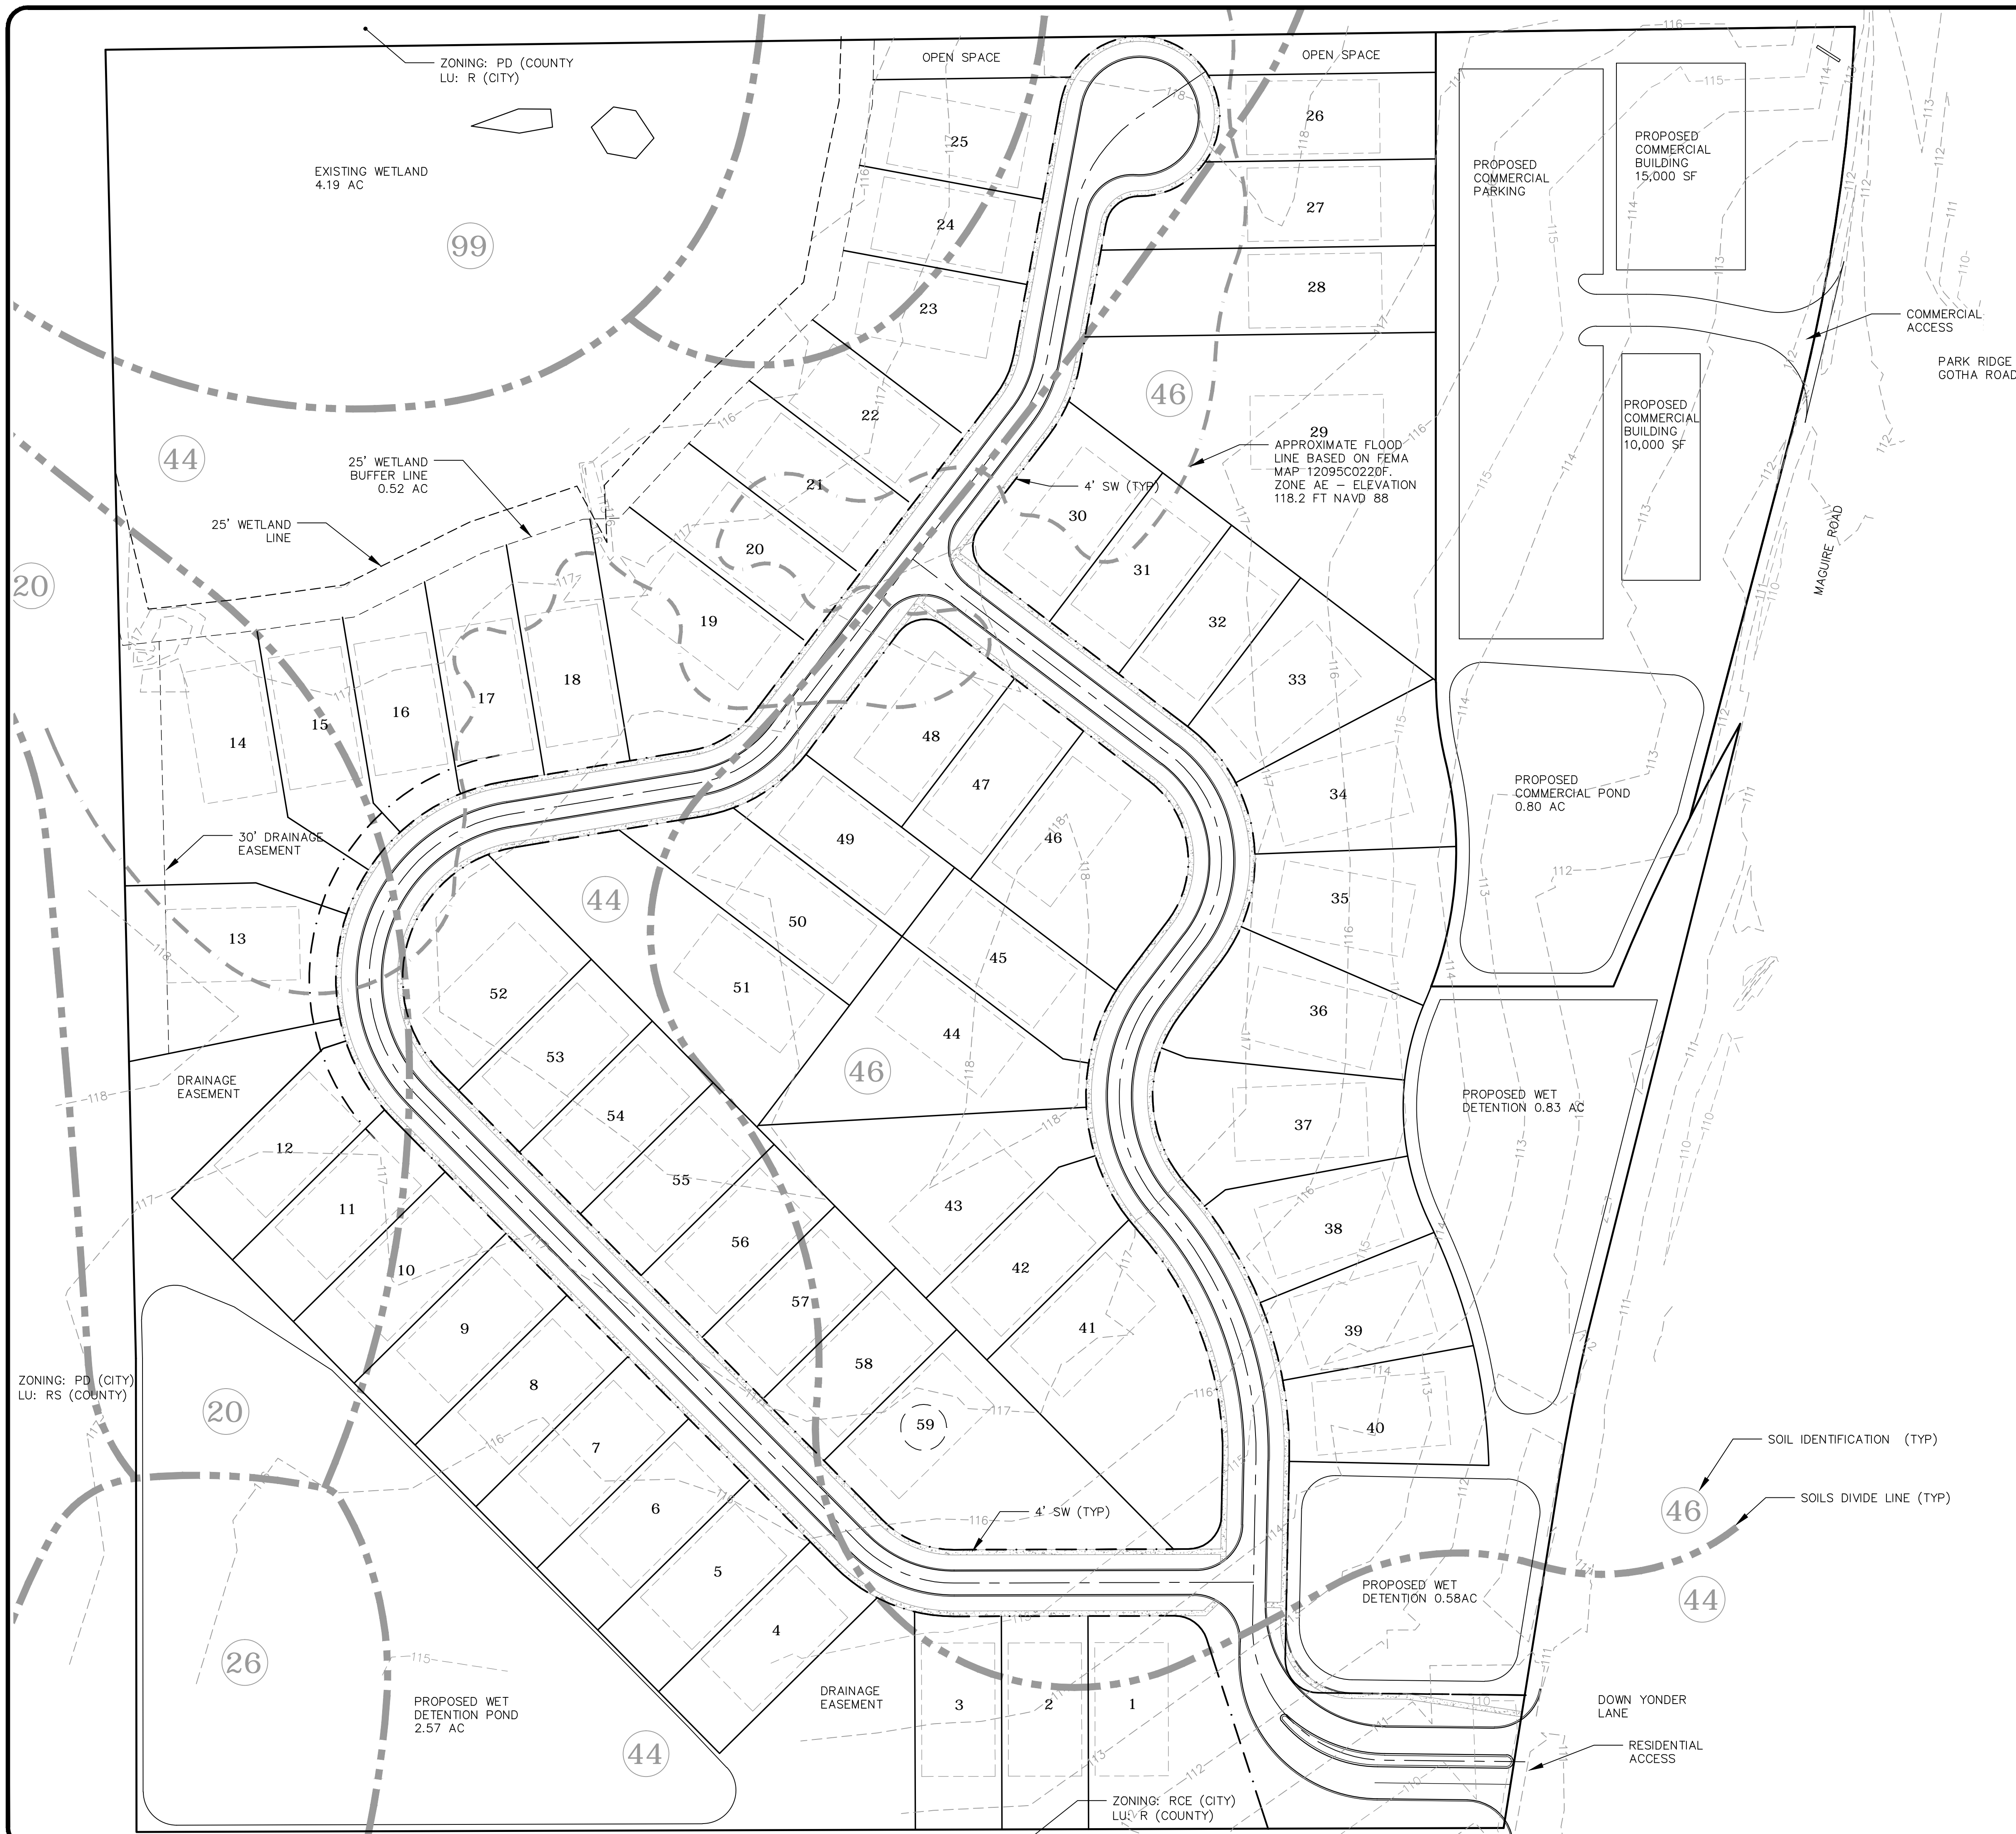 ZONING: PD (COUNTY
LU: R (CITY)
OPEN SPACE
OPEN SPACE
EXISTING WETLAND
4.19 AC
99
25
24
23
26
27
28
PROPOSED
COMMERCIAL
PARKING
PROPOSED
COMMERCIAL
BUILDING
15,000 SF
COMMERCIAL
ACCESS
PARK RIDGE
GOTHA ROAD
PROPOSED
COMMERCIAL
BUILDING
10,000 SF
MAGUIRE ROAD
46
29
APPROXIMATE FLOOD
LINE BASED ON FEMA
MAP 12095C0220F.
ZONE AE – ELEVATION
118.2 FT NAVD 88
4' SW (TYP)
44
25' WETLAND
BUFFER LINE
0.52 AC
25' WETLAND
LINE
20
22
21
20
19
18
17
16
15
14
30
31
32
33
34
35
36
37
38
39
40
PROPOSED
COMMERCIAL POND
0.80 AC
30' DRAINAGE
EASEMENT
13
DRAINAGE
EASEMENT
48
47
46
49
50
45
51
44
44
46
52
53
54
55
56
57
58
59
43
42
41
PROPOSED WET
DETENTION 0.83 AC
12
11
10
9
8
7
6
5
4
3
2
1
ZONING: PD (CITY)
LU: RS (COUNTY)
20
26
PROPOSED WET
DETENTION POND
2.57 AC
44
4' SW (TYP)
DRAINAGE
EASEMENT
PROPOSED WET
DETENTION 0.58AC
SOIL IDENTIFICATION (TYP)
46
SOILS DIVIDE LINE (TYP)
44
DOWN YONDER
LANE
RESIDENTIAL
ACCESS
ZONING: RCE (CITY)
LU: R (COUNTY)
116
115
114
113
112
111
110
117
118